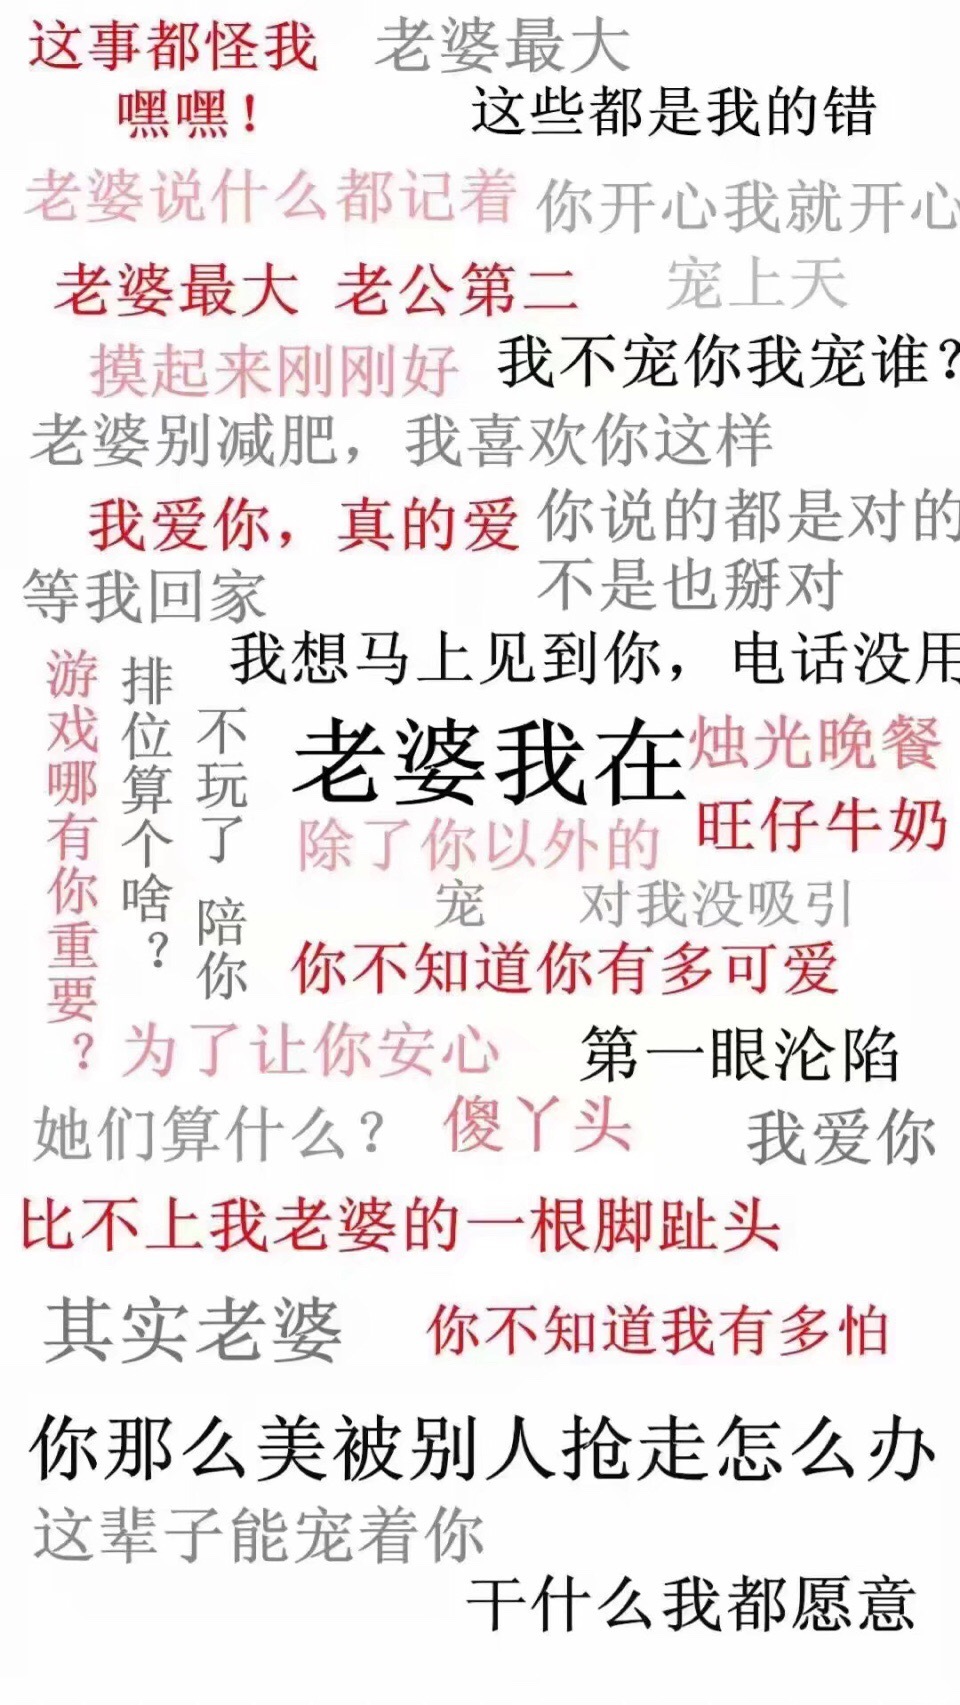 这事都怪我
老婆最大
嘿嘿！
这些都是我的错
老婆说什么都记着
你开心我就开心
老婆最大 老公第二
宠上天
摸起来刚刚好
我不宠你我宠谁？
老婆别减肥，我喜欢你这样
我爱你，真的爱
你说的都是对的
等我回家
不是也掰对
我想马上见到你，电话没用
游戏哪有你重要？
排位算个啥？
不玩了 陪你
老婆我在
烛光晚餐
旺仔牛奶
除了你以外的
宠
对我没吸引
你不知道你有多可爱
为了让你安心
第一眼沦陷
她们算什么？
傻丫头
我爱你
比不上我老婆的一根脚趾头
其实老婆
你不知道我有多怕
你那么美被别人抢走怎么办
这辈子能宠着你
干什么我都愿意